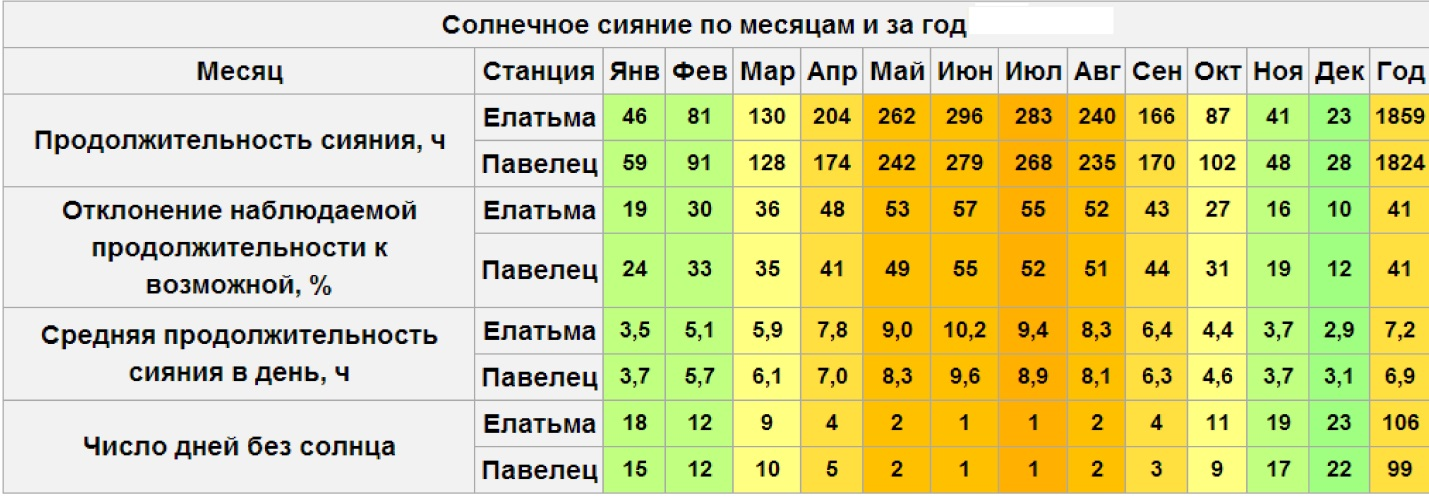 Солнечное сияние по месяцам и за год
Месяц Станция Янв Фев Мар Апр Май Июн Июл Авг Сен Окт Ноя Дек Год
Продолжительность сияния, ч
Елатьма 46 81 130 204 262 296 283 240 166 87 41 23 1859
Павелец 59 91 128 174 242 279 268 235 170 102 48 28 1824
Отклонение наблюдаемой
продолжительности к
возможной, %
Елатьма 19 30 36 48 53 57 55 52 43 27 16 10 41
Павелец 24 33 35 41 49 55 52 51 44 31 19 12 41
Средняя продолжительность
сияния в день, ч
Елатьма 3,5 5,1 5,9 7,8 9,0 10,2 9,4 8,3 6,4 4,4 3,7 2,9 7,2
Павелец 3,7 5,7 6,1 7,0 8,3 9,6 8,9 8,1 6,3 4,6 3,7 3,1 6,9
Число дней без солнца
Елатьма 18 12 9 4 2 1 1 2 4 11 19 23 106
Павелец 15 12 10 5 2 1 1 2 3 9 17 22 99